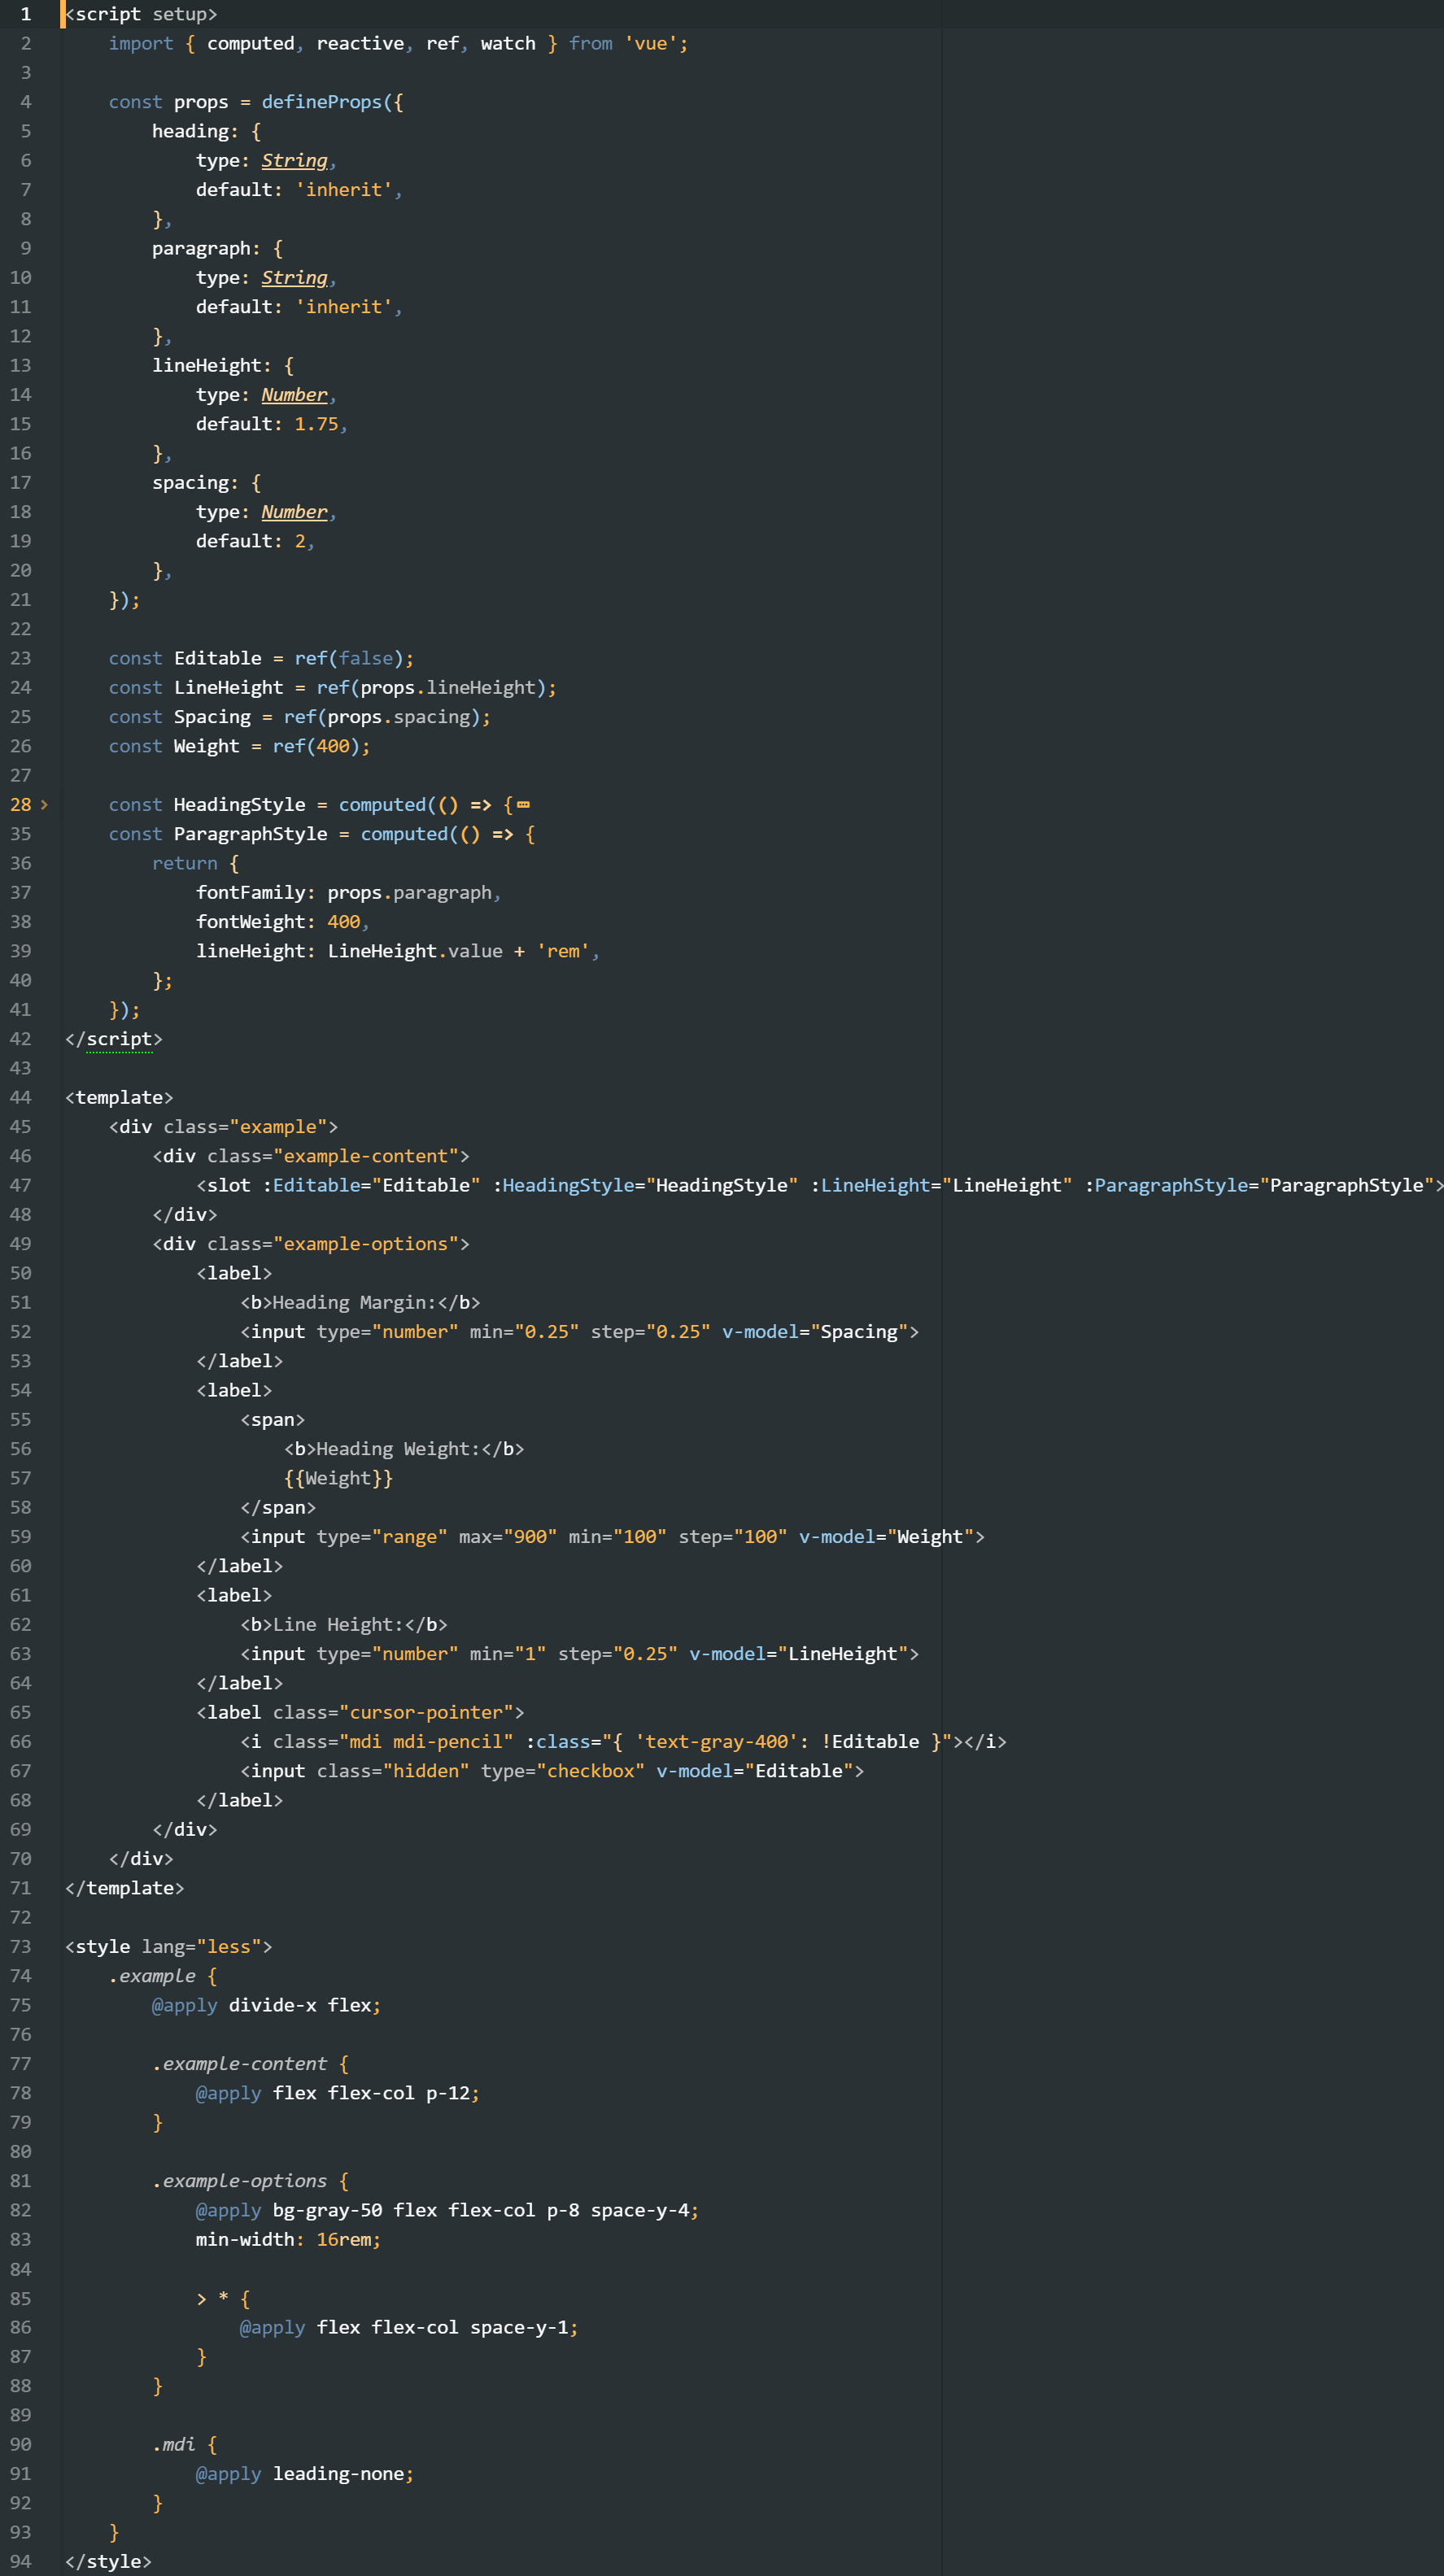 1 <script setup>
2 import { computed, reactive, ref, watch } from 'vue';
3
4 const props = defineProps({
5 heading: {
6 type: String,
7 default: 'inherit',
8 },
9 paragraph: {
10 type: String,
11 default: 'inherit',
12 },
13 lineHeight: {
14 type: Number,
15 default: 1.75,
16 },
17 spacing: {
18 type: Number,
19 default: 2,
20 },
21 });
22
23 const Editable = ref(false);
24 const LineHeight = ref(props.lineHeight);
25 const Spacing = ref(props.spacing);
26 const Weight = ref(400);
27
28 const HeadingStyle = computed(() => {
35 const ParagraphStyle = computed(() => {
36 return {
37 fontFamily: props.paragraph,
38 fontWeight: 400,
39 lineHeight: LineHeight.value + 'rem',
40 };
41 });
42 </script>
43
44 <template>
45 <div class="example">
46 <div class="example-content">
47 <slot :Editable="Editable" :HeadingStyle="HeadingStyle" :LineHeight="LineHeight" :ParagraphStyle="ParagraphStyle">
48 </div>
49 <div class="example-options">
50 <label>
51 <b>Heading Margin:</b>
52 <input type="number" min="0.25" step="0.25" v-model="Spacing">
53 </label>
54 <label>
55 <span>
56 <b>Heading Weight:</b>
57 {{Weight}}
58 </span>
59 <input type="range" max="900" min="100" step="100" v-model="Weight">
60 </label>
61 <label>
62 <b>Line Height:</b>
63 <input type="number" min="1" step="0.25" v-model="LineHeight">
64 </label>
65 <label class="cursor-pointer">
66 <i class="mdi mdi-pencil" :class="{ 'text-gray-400': !Editable }"></i>
67 <input class="hidden" type="checkbox" v-model="Editable">
68 </label>
69 </div>
70 </div>
71 </template>
72
73 <style lang="less">
74 .example {
75 @apply divide-x flex;
76
77 .example-content {
78 @apply flex flex-col p-12;
79 }
80
81 .example-options {
82 @apply bg-gray-50 flex flex-col p-8 space-y-4;
83 min-width: 16rem;
84
85 > * {
86 @apply flex flex-col space-y-1;
87 }
88 }
89
90 .mdi {
91 @apply leading-none;
92 }
93 }
94 </style>